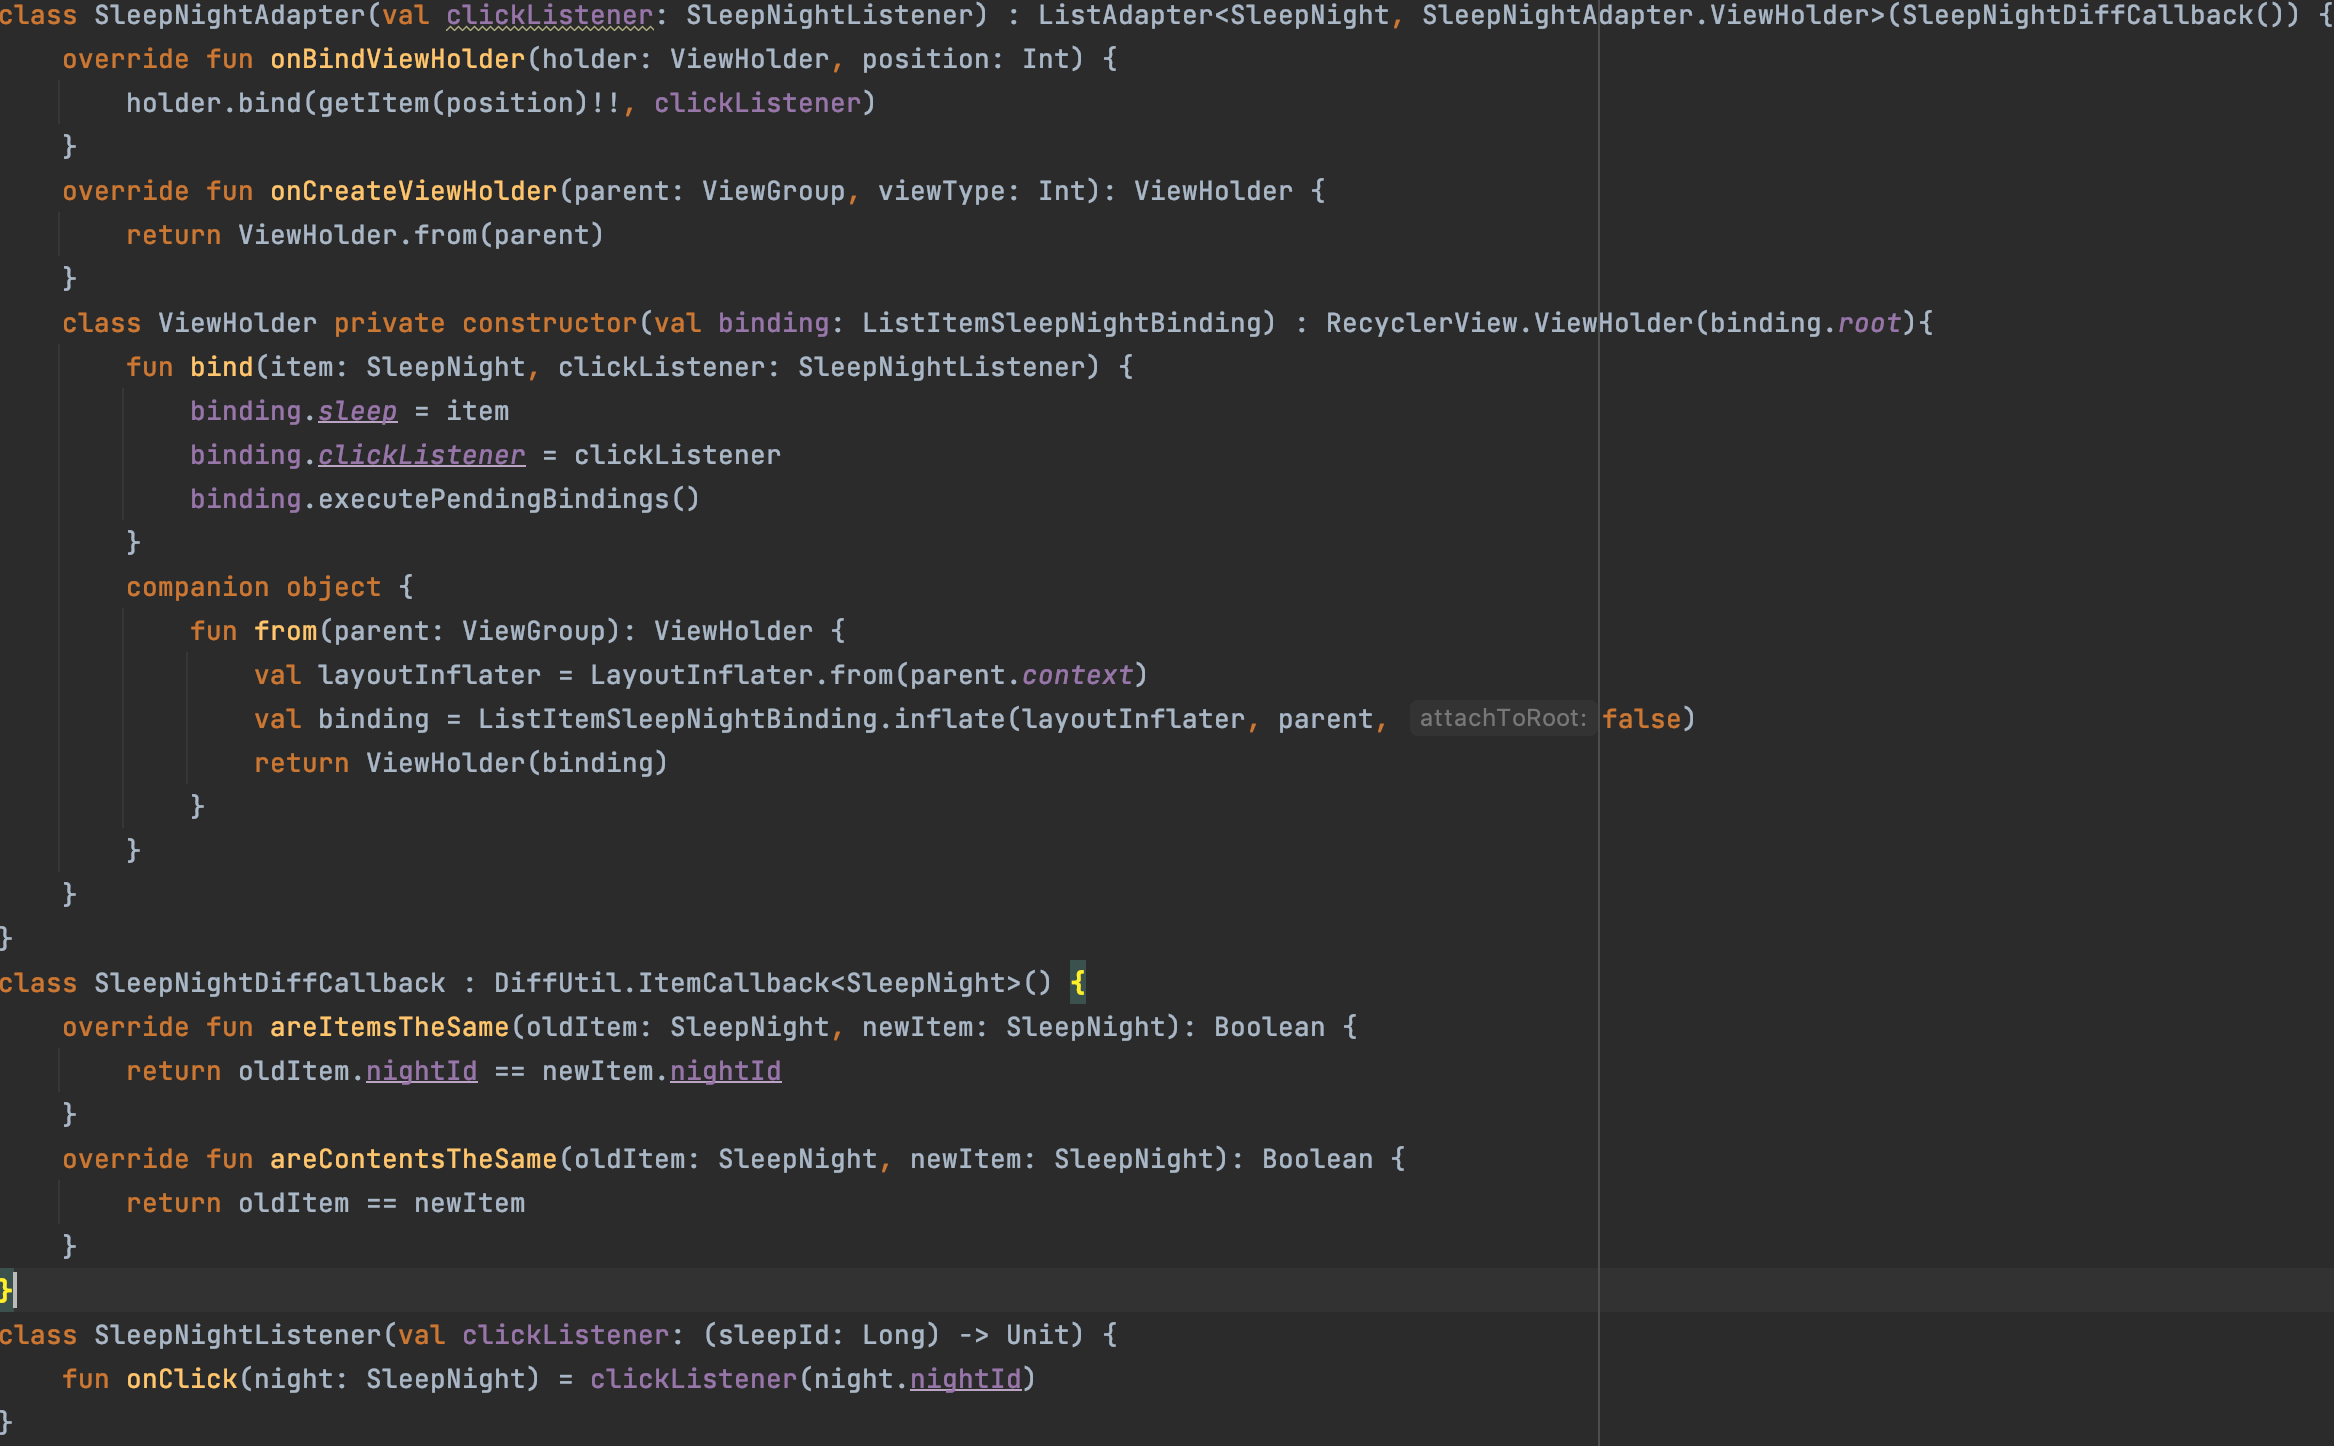 class SleepNightAdapter(val clickListener: SleepNightListener) : ListAdapter<SleepNight, SleepNightAdapter.ViewHolder>(SleepNightDiffCallback()) {
    override fun onBindViewHolder(holder: ViewHolder, position: Int) {
        holder.bind(getItem(position)!!, clickListener)
    }
    override fun onCreateViewHolder(parent: ViewGroup, viewType: Int): ViewHolder {
        return ViewHolder.from(parent)
    }
    class ViewHolder private constructor(val binding: ListItemSleepNightBinding) : RecyclerView.ViewHolder(binding.root){
        fun bind(item: SleepNight, clickListener: SleepNightListener) {
            binding.sleep = item
            binding.clickListener = clickListener
            binding.executePendingBindings()
        }
        companion object {
            fun from(parent: ViewGroup): ViewHolder {
                val layoutInflater = LayoutInflater.from(parent.context)
                val binding = ListItemSleepNightBinding.inflate(layoutInflater, parent, attachToRoot: false)
                return ViewHolder(binding)
            }
        }
    }
}
class SleepNightDiffCallback : DiffUtil.ItemCallback<SleepNight>() {
    override fun areItemsTheSame(oldItem: SleepNight, newItem: SleepNight): Boolean {
        return oldItem.nightId == newItem.nightId
    }
    override fun areContentsTheSame(oldItem: SleepNight, newItem: SleepNight): Boolean {
        return oldItem == newItem
    }
}
class SleepNightListener(val clickListener: (sleepId: Long) -> Unit) {
    fun onClick(night: SleepNight) = clickListener(night.nightId)
}